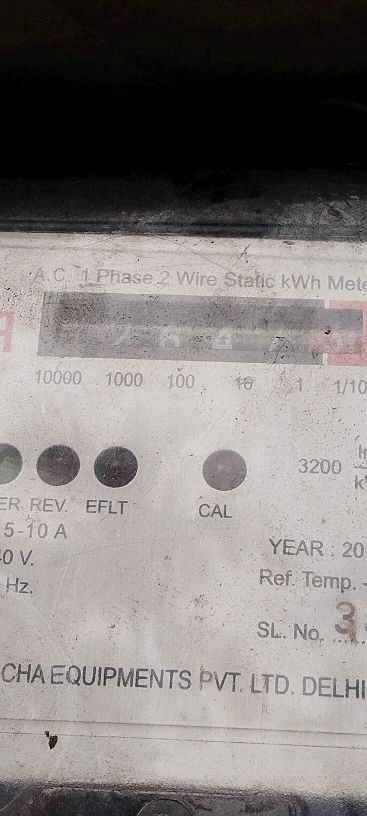 A.C. 1 Phase 2 Wire Static kWh Mete
10000 1000 100 10 1 1/10
3200
ER REV. EFLT CAL
5-10 A
0 V.
Hz.
YEAR : 20
Ref. Temp. -
SL. No. 3
CHA EQUIPMENTS PVT. LTD. DELHI